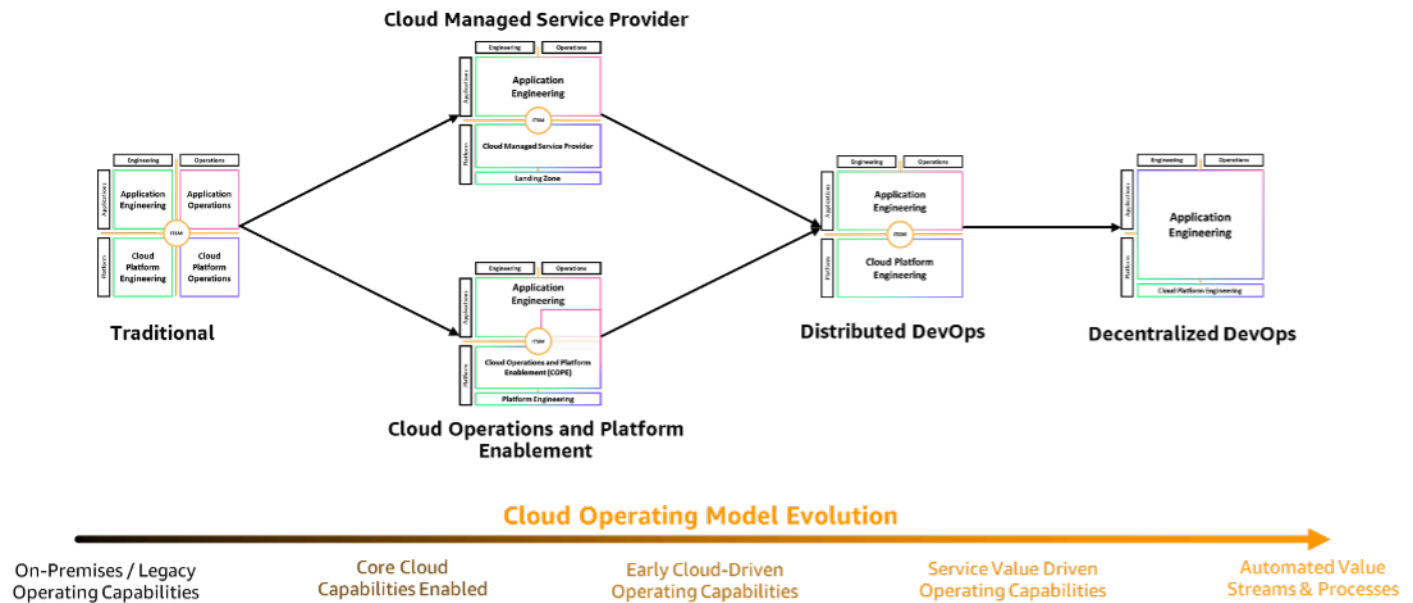 Cloud Managed Service Provider
Engineering
Operations
Applications
Application
Engineering
ITSM
Platform
Cloud Managed Service Provider
Landing Zone
Engineering
Operations
Applications
Application
Engineering
Application
Operations
ITSM
Platform
Cloud
Platform
Engineering
Cloud
Platform
Operations
Traditional
Engineering
Operations
Applications
Application
Engineering
ITSM
Platform
Cloud Operations and Platform
Enablement (COPE)
Platform Engineering
Cloud Operations and Platform
Enablement
Engineering
Operations
Applications
Application
Engineering
ITSM
Platform
Cloud Platform
Engineering
Distributed DevOps
Engineering
Operations
Applications
Application
Engineering
Platform
Cloud Platform Engineering
Decentralized DevOps
Cloud Operating Model Evolution
On-Premises / Legacy
Operating Capabilities
Core Cloud
Capabilities Enabled
Early Cloud-Driven
Operating Capabilities
Service Value Driven
Operating Capabilities
Automated Value
Streams & Processes